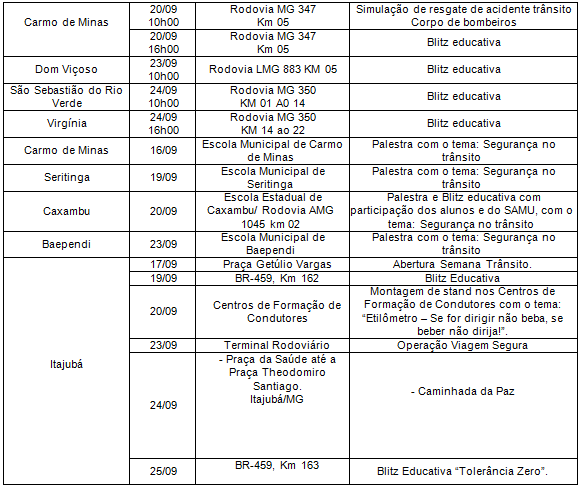 Carmo de Minas
20/09
10h00
Rodovia MG 347
Km 05
Simulação de resgate de acidente trânsito
Corpo de bombeiros
20/09
16h00
Rodovia MG 347
Km 05
Blitz educativa
Dom Viçoso
23/09
10h00
Rodovia LMG 883 KM 05
Blitz educativa
São Sebastião do Rio
Verde
24/09
10h00
Rodovia MG 350
KM 01 A0 14
Blitz educativa
Virgínia
24/09
16h00
Rodovia MG 350
KM 14 ao 22
Blitz educativa
Carmo de Minas
16/09
Escola Municipal de Carmo
de Minas
Palestra com o tema: Segurança no
trânsito
Seritinga
19/09
Escola Municipal de
Seritinga
Palestra com o tema: Segurança no
trânsito
Caxambu
20/09
Escola Estadual de
Caxambu/ Rodovia AMG
1045 km 02
Palestra e Blitz educativa com
participação dos alunos e do SAMU, com o
tema: Segurança no trânsito
Baependi
23/09
Escola Municipal de
Baependi
Palestra com o tema: Segurança no
trânsito
Itajubá
17/09
Praça Getúlio Vargas
Abertura Semana Trânsito.
19/09
BR-459, Km 162
Blitz Educativa
20/09
Centros de Formação de
Condutores
Montagem de stand nos Centros de
Formação de Condutores com o tema:
“Etilômetro – Se for dirigir não beba, se
beber não dirija!”.
23/09
Terminal Rodoviário
Operação Viagem Segura
24/09
- Praça da Saúde até a
Praça Theodomiro
Santiago.
Itajubá/MG
- Caminhada da Paz
25/09
BR-459, Km 163
Blitz Educativa “Tolerância Zero”.